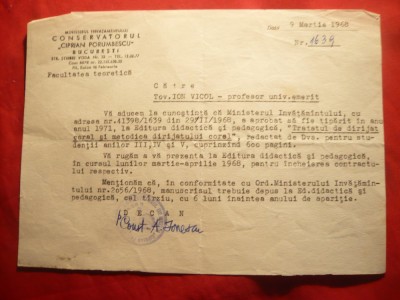 MINISTERUL INVATAMINTULUI
CONSERVATORUL
„CIPRIAN PORUMBESCU"
BUCUREȘTI
Facultatea teoretică
9 Martie 1968
Nr. 1639
Către
Tov. ION VICOL - profesor univ. emerit
Vă aducem la cunoștință că Ministerul Invățămîntului, cu
adresa nr.41398/1639 din 29/II/1968, a aprobat să fie tipărit în anu
anul 1971, la Editura didactică și pedagogică, "Tratatul de dirijat
coral și metodica dirijatului coral", redactat de Dvs. pentru stu-
denții anilor III,IV și V, cuprinzînd 600 pagini.
Vă rugăm a vă prezenta la Editura didactică și pedagogică,
în cursul lunilor martie-aprilie 1968, pentru încheierea contractu-
lui respectiv.
Menționăm că, în conformitate cu Ord.Ministerului Invățămîn-
tului nr.2056/1968, manuscrisul trebuie depus la Ed.didactică și
pedagogică, cel tîrziu, cu 6 luni înaintea anului de apariție.
DECAN